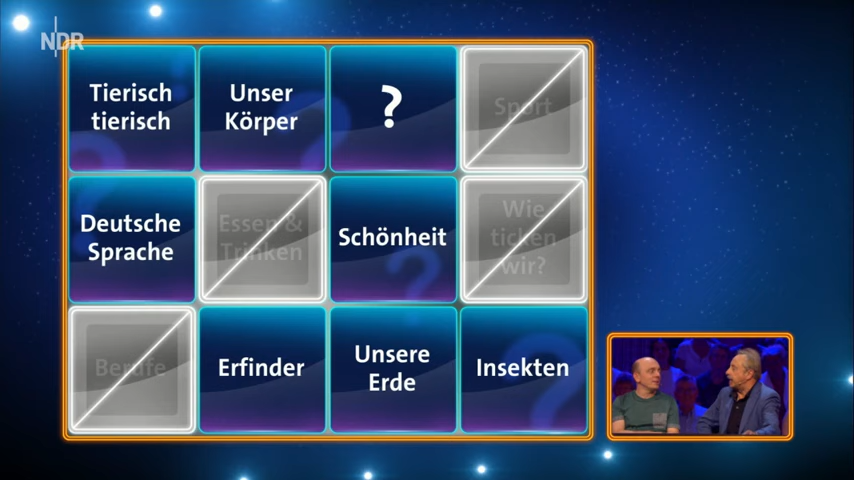 NDR
Tierisch
tierisch
Unser
Körper
?
Sport
Deutsche
Sprache
Essen &
Trinken
Schönheit
Wie
ticken
wir?
Berufe
Erfinder
Unsere
Erde
Insekten